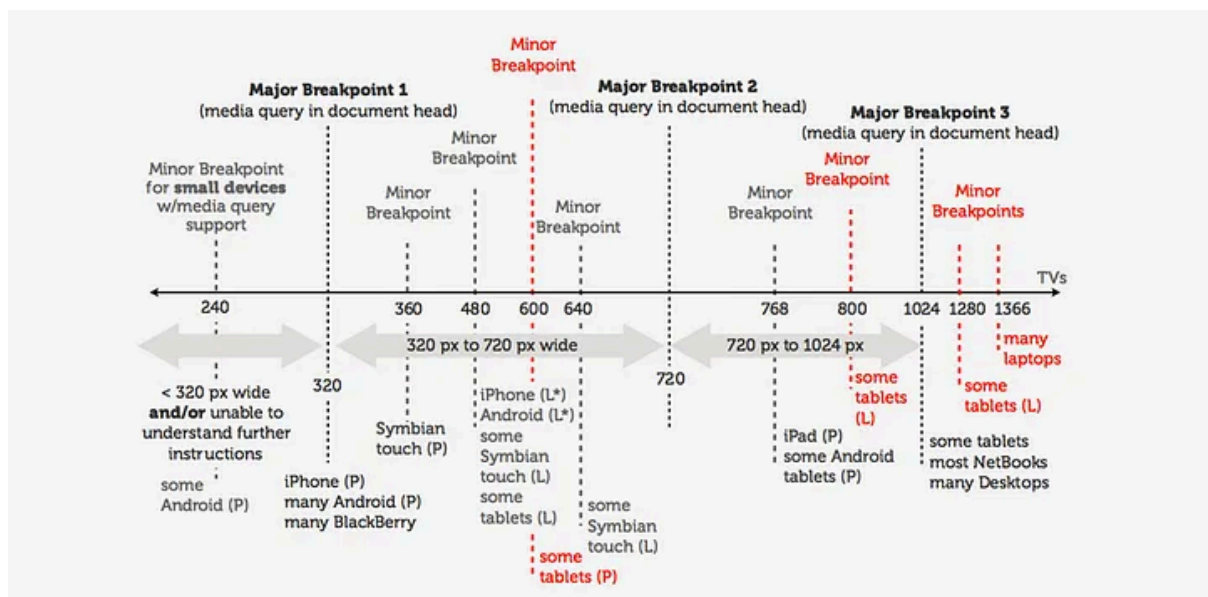 Minor
Breakpoint
Major Breakpoint 1
(media query in document head)
Major Breakpoint 2
(media query in document head)
Major Breakpoint 3
(media query in document head)
Minor Breakpoint
for small devices
w/media query
support
Minor
Breakpoint
Minor
Breakpoint
Minor
Breakpoint
Minor
Breakpoint
Minor
Breakpoint
Minor
Breakpoints
TVs
240
360
480
600
640
768
800
1024
1280
1366
320 px to 720 px wide
720 px to 1024 px
320
720
< 320 px wide
and/or unable to
understand further
instructions
some
Android (P)
iPhone (P)
many Android (P)
many BlackBerry
Symbian
touch (P)
iPhone (L*)
Android (L*)
some
Symbian
touch (L)
some
tablets (L)
some
tablets (P)
some
Symbian
touch (L)
iPad (P)
some Android
tablets (P)
some
tablets
(L)
some tablets
most NetBooks
many Desktops
some
tablets (L)
many
laptops